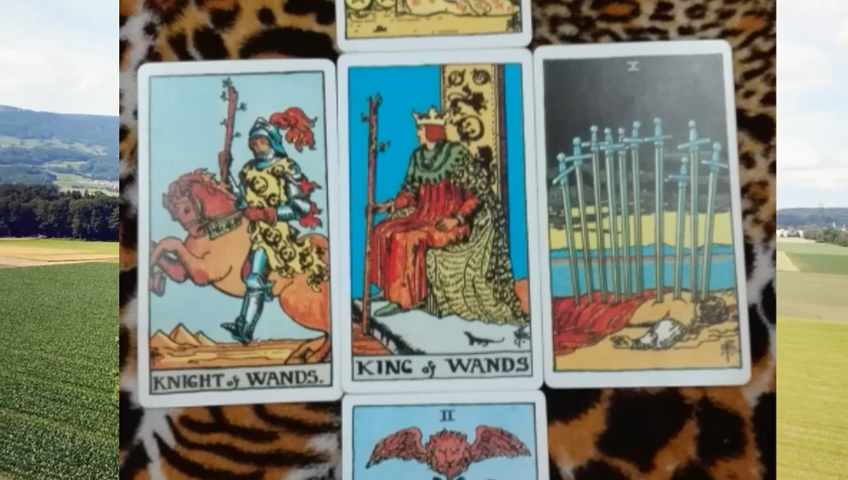 X
KNIGHT of WANDS.
KING of WANDS
II